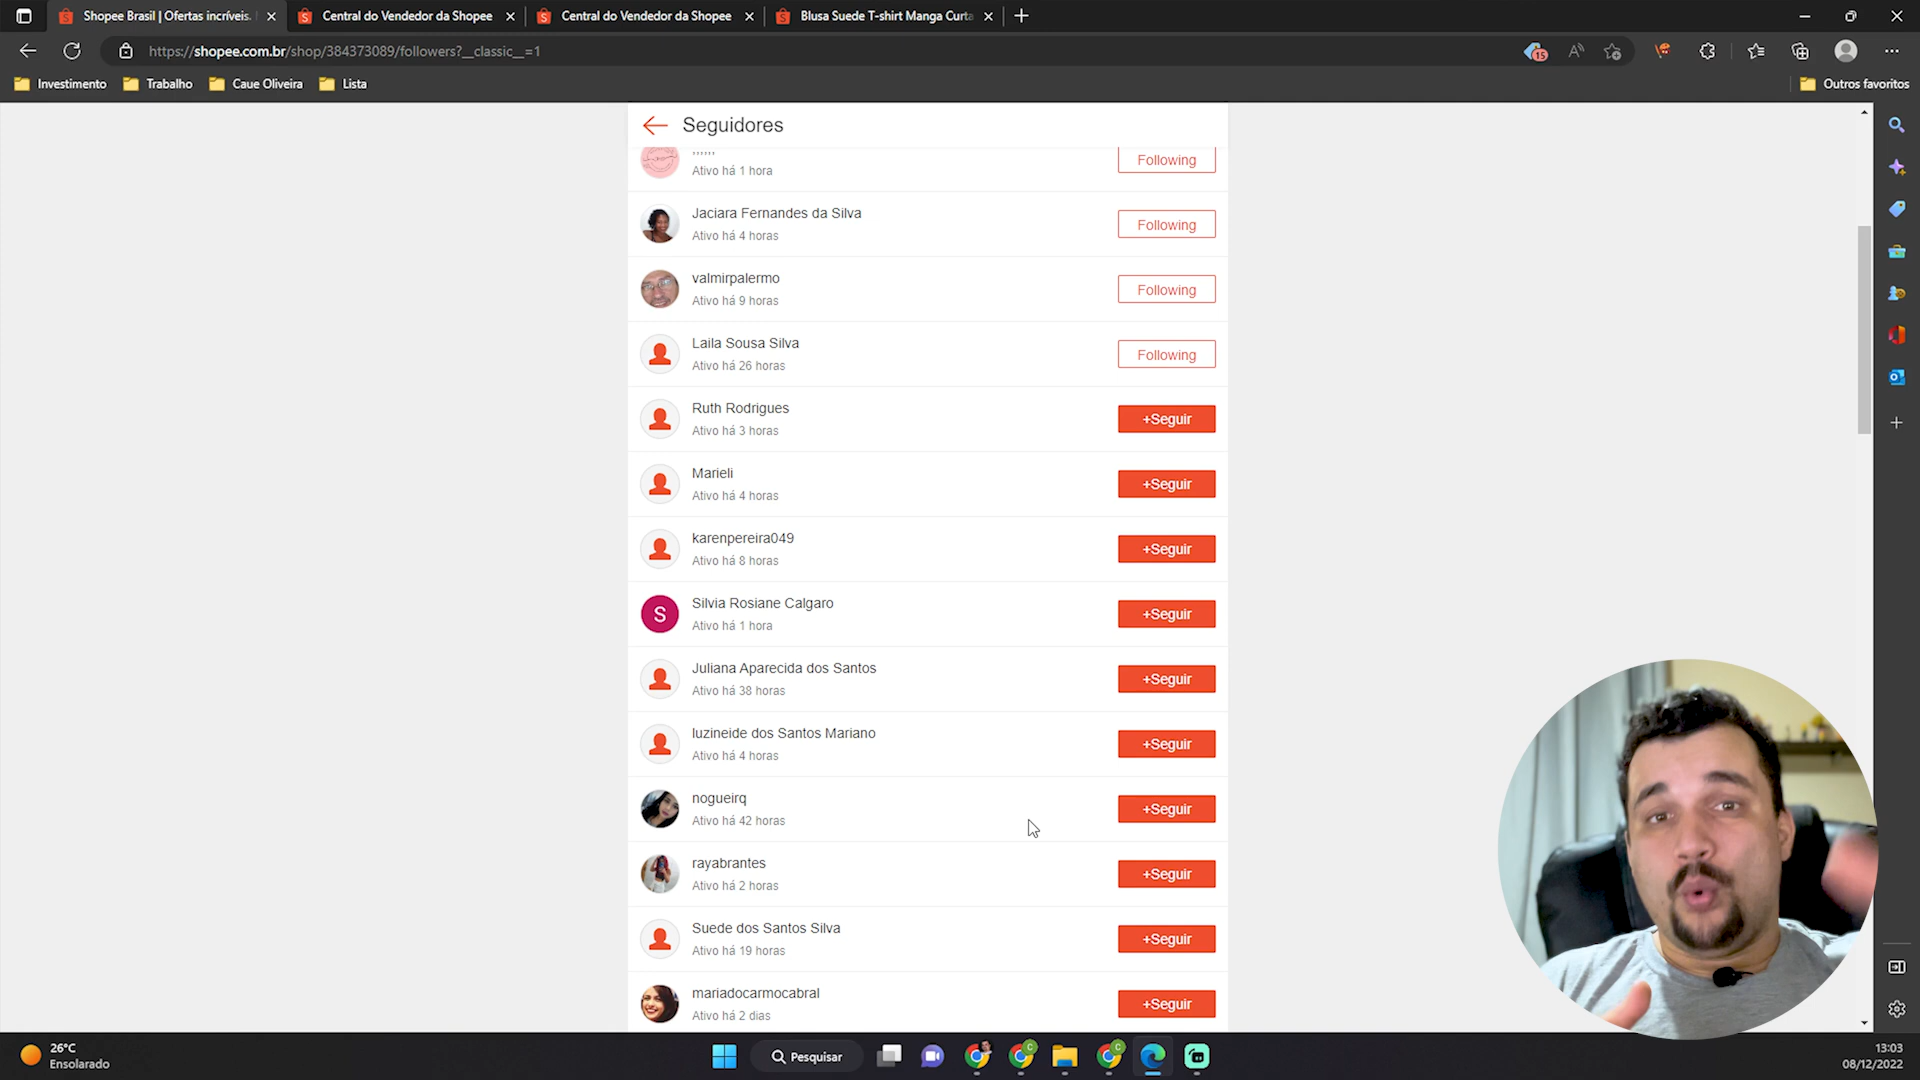 Shopee Brasil | Ofertas incríveis.
Central do Vendedor da Shopee
Central do Vendedor da Shopee
Blusa Suede T-shirt Manga Curta
https://shopee.com.br/shop/384373089/followers?__classic__=1
15
Investimento
Trabalho
Caue Oliveira
Lista
Outros favoritos
Seguidores
Ativo há 1 hora
Following
Jaciara Fernandes da Silva
Ativo há 4 horas
Following
valmirpalermo
Ativo há 9 horas
Following
Laila Sousa Silva
Ativo há 26 horas
Following
Ruth Rodrigues
Ativo há 3 horas
+Seguir
Marieli
Ativo há 4 horas
+Seguir
karenpereira049
Ativo há 8 horas
+Seguir
S
Silvia Rosiane Calgaro
Ativo há 1 hora
+Seguir
Juliana Aparecida dos Santos
Ativo há 38 horas
+Seguir
luzineide dos Santos Mariano
Ativo há 4 horas
+Seguir
nogueirq
Ativo há 42 horas
+Seguir
rayabrantes
Ativo há 2 horas
+Seguir
Suede dos Santos Silva
Ativo há 19 horas
+Seguir
mariadocarmocabral
Ativo há 2 dias
+Seguir
26°C
Ensolarado
Pesquisar
13:03
08/12/2022